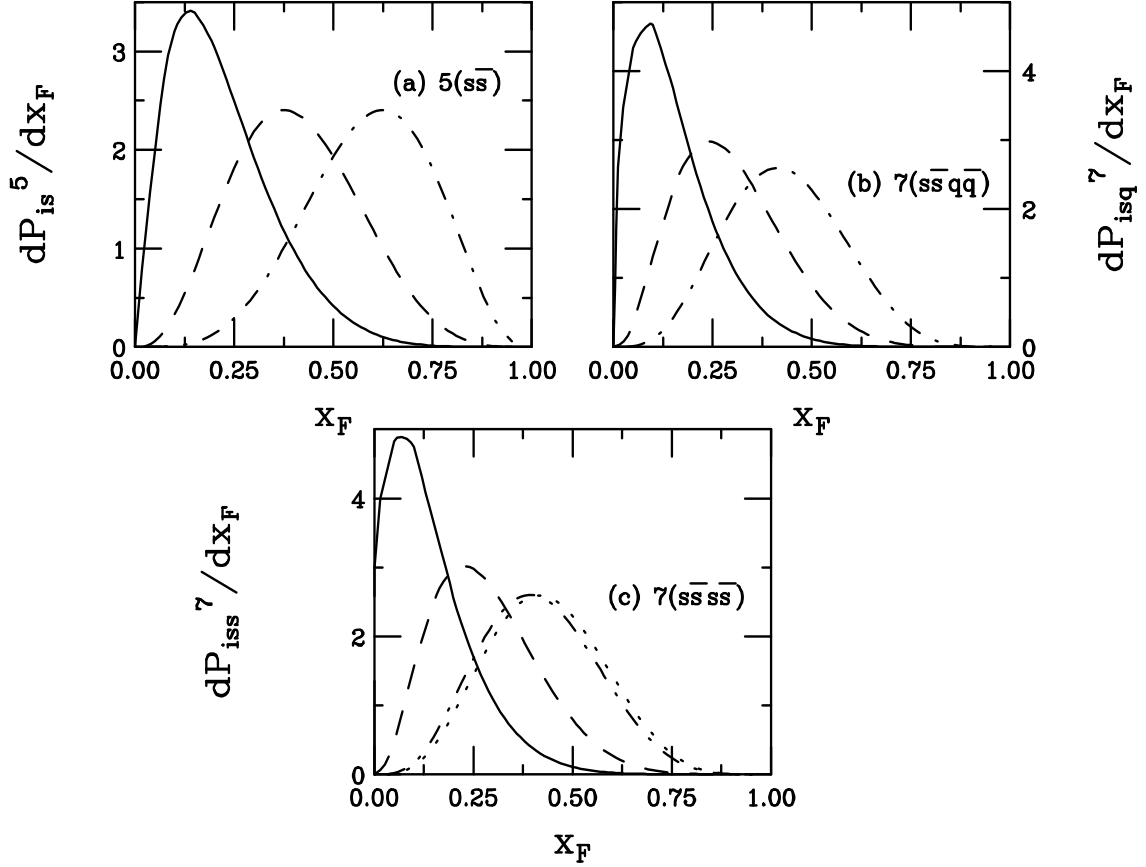 3
2
1
0
0.00 0.25 0.50 0.75 1.00
x_F
dP_is^5/dx_F
(a) 5(ss̅)
4
2
0
0.00 0.25 0.50 0.75 1.00
x_F
dP_isq^7/dx_F
(b) 7(ss̅qq̅)
4
2
0
0.00 0.25 0.50 0.75 1.00
x_F
dP_iss^7/dx_F
(c) 7(ss̅ss̅)